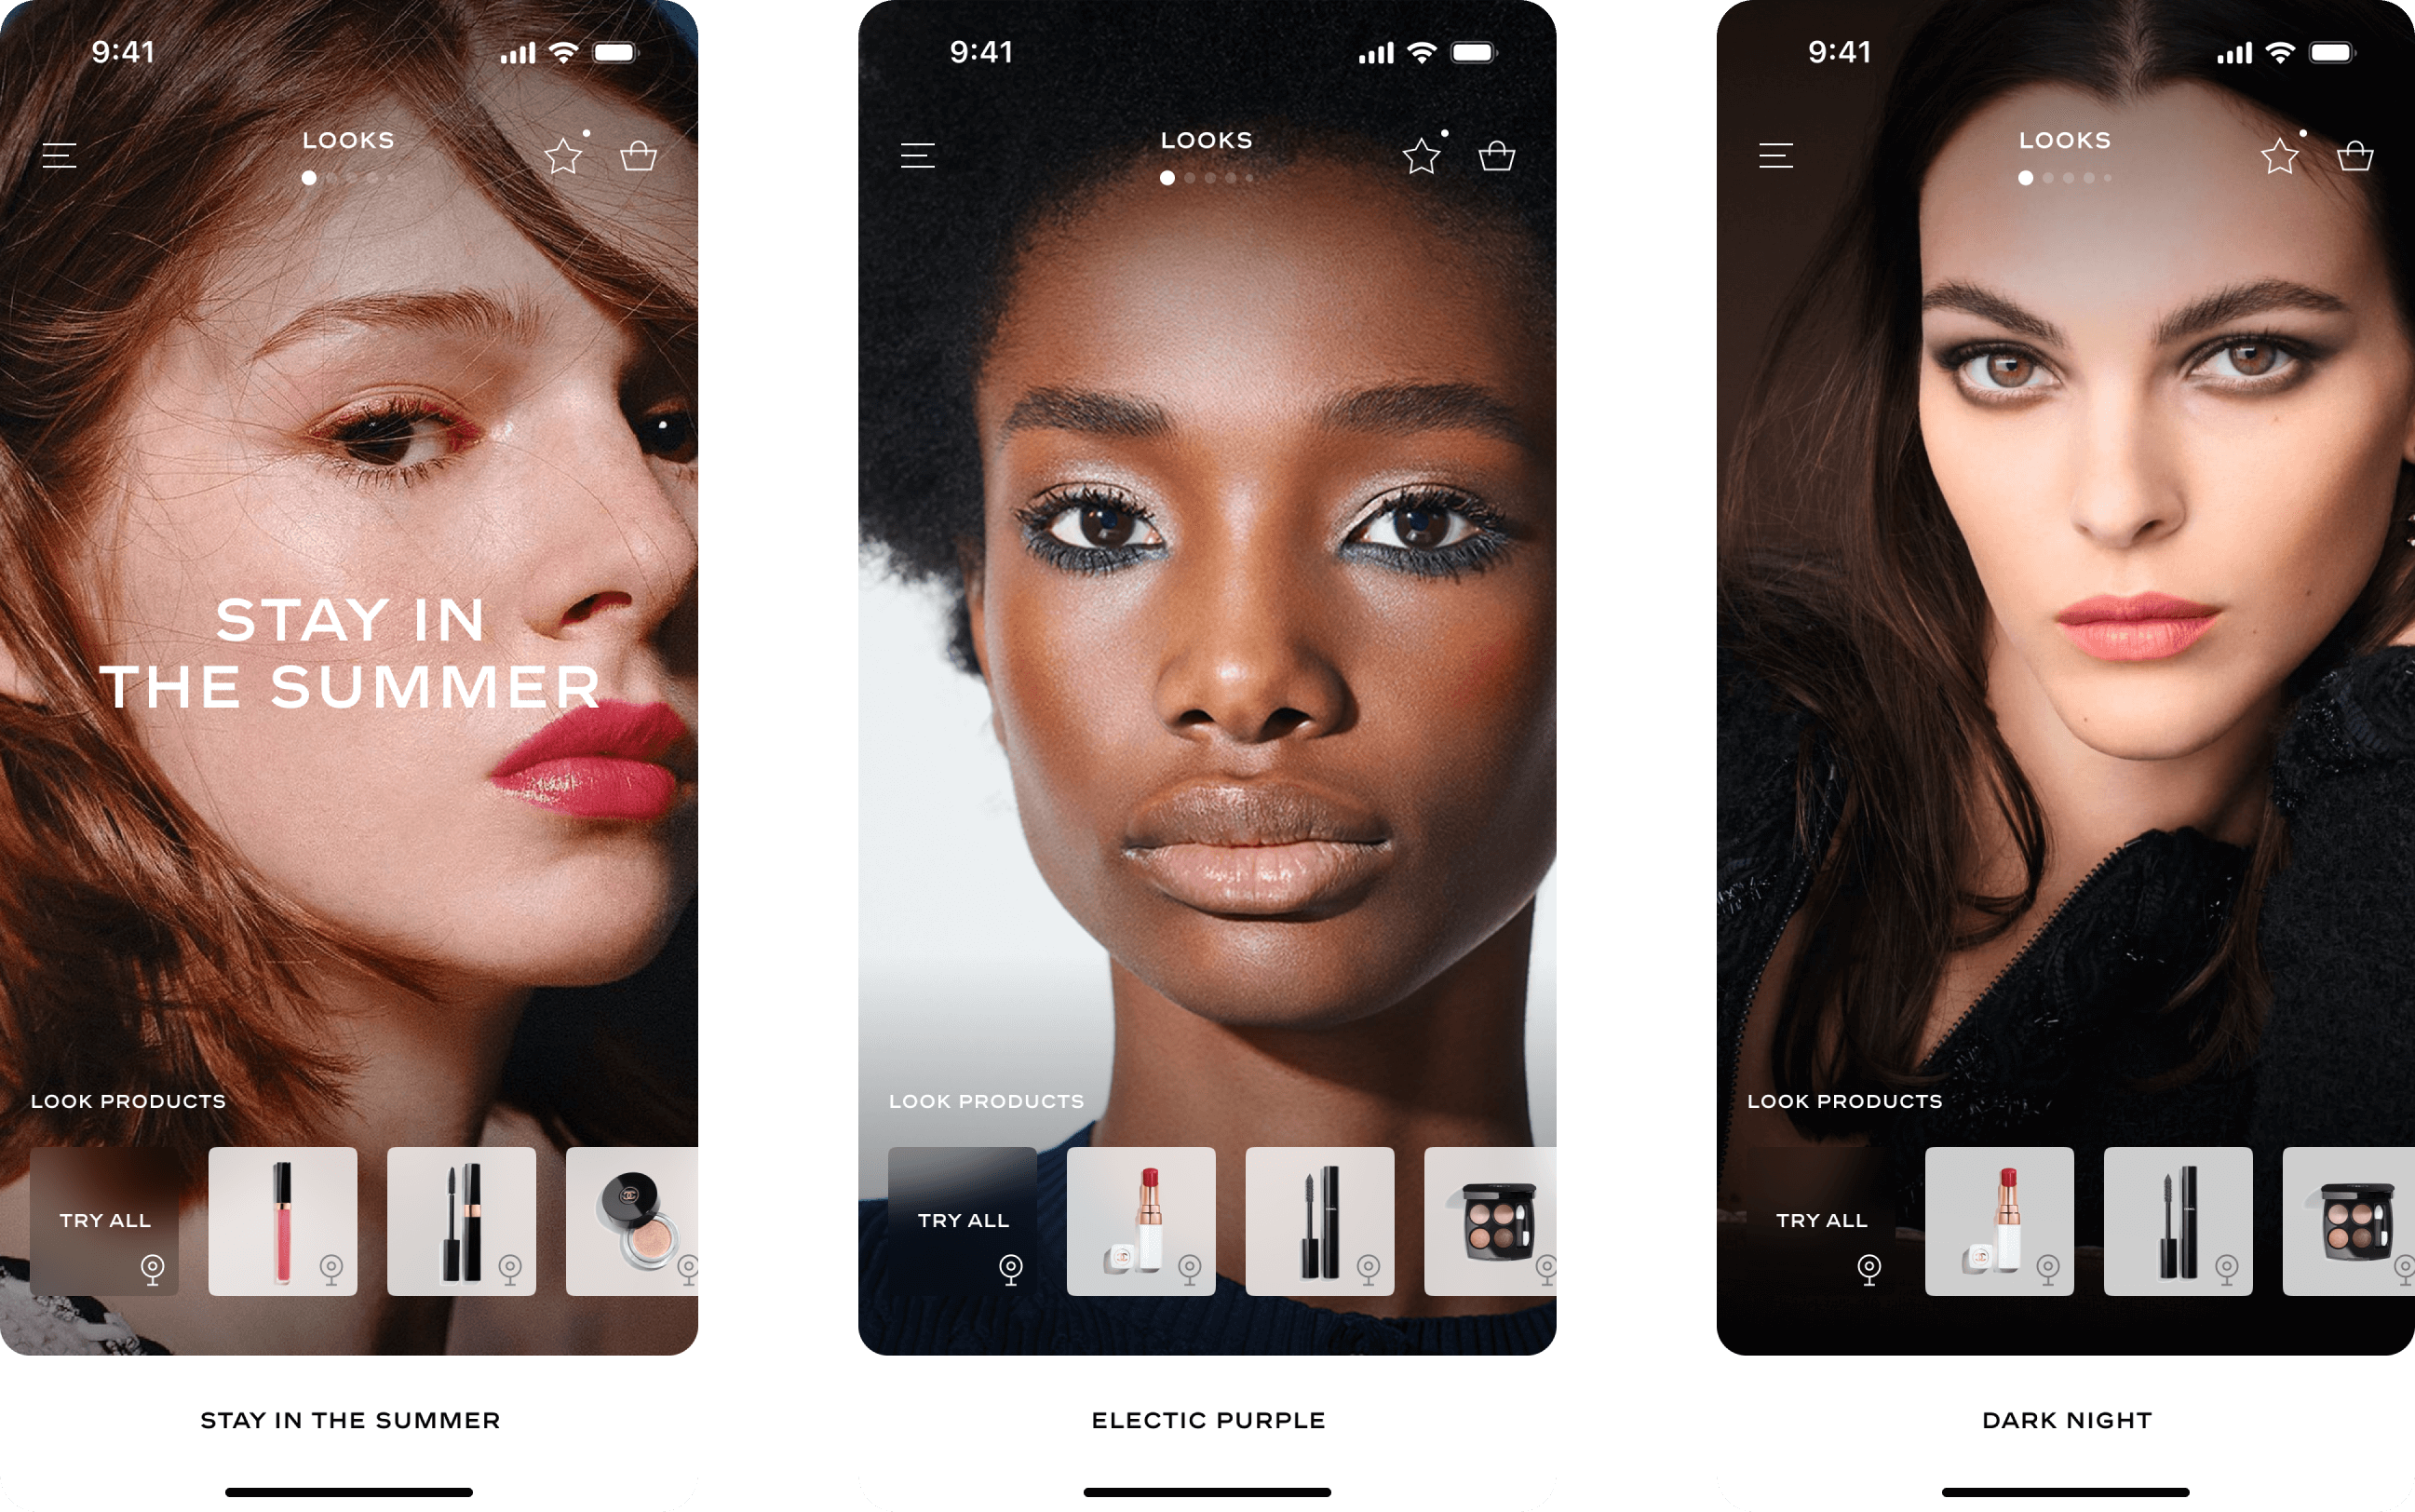 9:41
LOOKS
STAY IN
THE SUMMER
LOOK PRODUCTS
TRY ALL
STAY IN THE SUMMER
9:41
LOOKS
LOOK PRODUCTS
TRY ALL
ELECTIC PURPLE
9:41
LOOKS
LOOK PRODUCTS
TRY ALL
DARK NIGHT